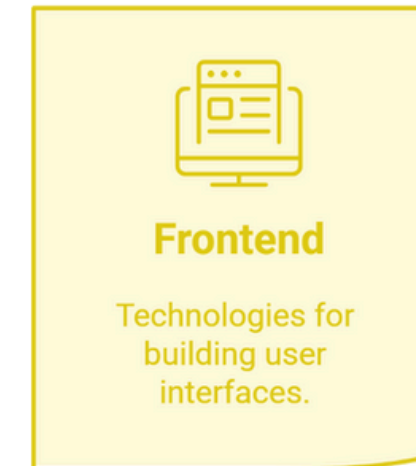 Frontend
Technologies for
building user
interfaces.